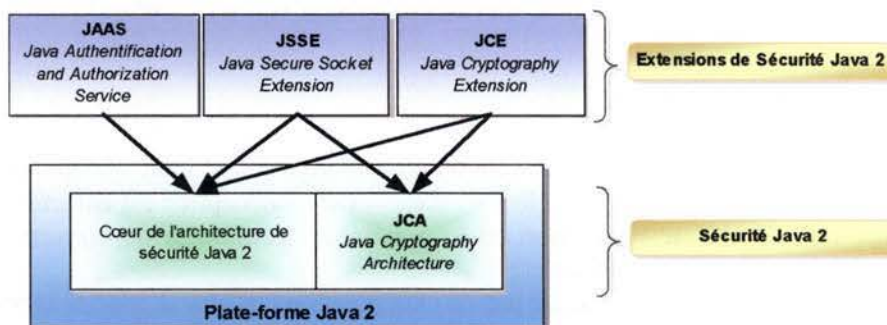 JAAS
Java Authentification
and Authorization
Service
JSSE
Java Secure Socket
Extension
JCE
Java Cryptography
Extension
Extensions de Sécurité Java 2
Cœur de l'architecture de
sécurité Java 2
JCA
Java Cryptography
Architecture
Sécurité Java 2
Plate-forme Java 2